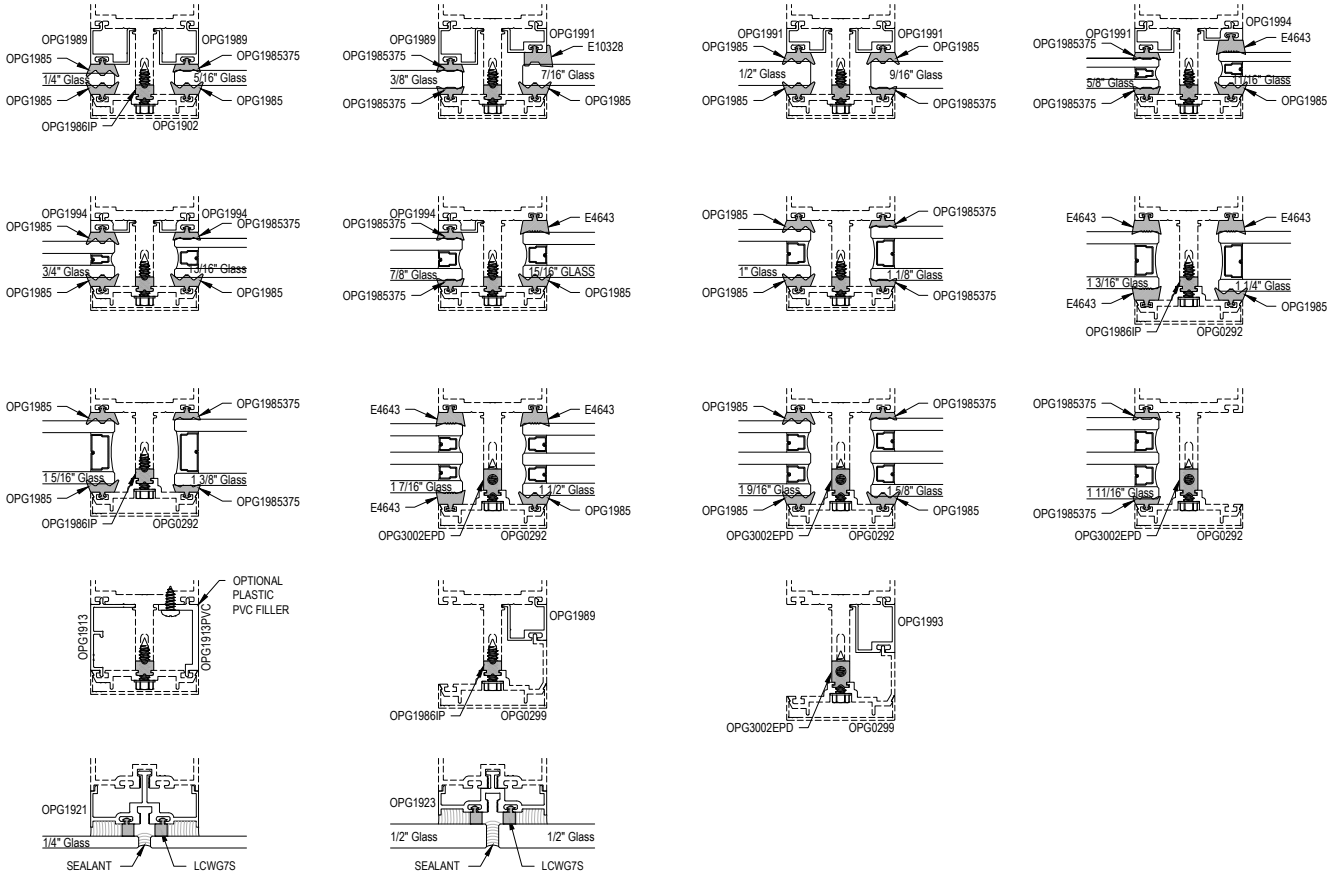 OPG1989
OPG1989
OPG1985
OPG1985375
1/4" Glass
5/16" Glass
OPG1985
OPG1985
OPG1986IP
OPG1902
OPG1989
OPG1991
E10328
OPG1985375
3/8" Glass
7/16" Glass
OPG1985375
OPG1985
OPG1991
OPG1991
OPG1985
OPG1985
1/2" Glass
9/16" Glass
OPG1985
OPG1985
OPG1994
OPG1991
E4643
OPG1985375
5/8" Glass
11/16" Glass
OPG1985375
OPG1985
OPG1994
OPG1994
OPG1985
OPG1985375
3/4" Glass
13/16" Glass
OPG1985
OPG1985
OPG1994
E4643
OPG1985375
7/8" Glass
15/16" GLASS
OPG1985375
OPG1985
OPG1985
OPG1985375
1" Glass
1 1/8" Glass
OPG1985
OPG1985375
E4643
E4643
1 3/16" Glass
1 1/4" Glass
E4643
OPG1985
OPG1986IP
OPG0292
OPG1985
OPG1985375
1 5/16" Glass
1 3/8" Glass
OPG1985
OPG1985375
OPG1986IP
OPG0292
E4643
E4643
1 7/16" Glass
1 1/2" Glass
E4643
OPG1985
OPG3002EPD
OPG0292
OPG1985
OPG1985375
1 9/16" Glass
1 5/8" Glass
OPG1985
OPG1985
OPG3002EPD
OPG0292
OPG1985375
1 11/16" Glass
OPG1985375
OPG3002EPD
OPG0292
OPG1913
OPG1913PVC
OPTIONAL
PLASTIC
PVC FILLER
OPG1989
OPG1986IP
OPG0299
OPG1993
OPG3002EPD
OPG0299
OPG1921
1/4" Glass
SEALANT
LCWG7S
OPG1923
1/2" Glass
1/2" Glass
SEALANT
LCWG7S